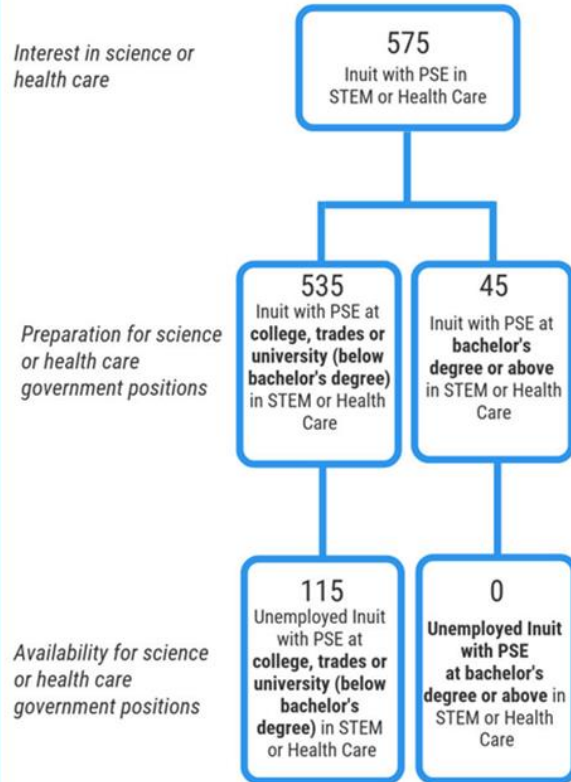 Interest in science or
health care
575
Inuit with PSE in
STEM or Health Care
Preparation for science
or health care
government positions
535
Inuit with PSE at
college, trades or
university (below
bachelor's degree)
in STEM or Health
Care
45
Inuit with PSE at
bachelor's
degree or above
in STEM or Health
Care
Availability for science
or health care
government positions
115
Unemployed Inuit
with PSE at
college, trades or
university (below
bachelor's
degree) in STEM
or Health Care
0
Unemployed Inuit
with PSE
at bachelor's
degree or above in
STEM or Health
Care